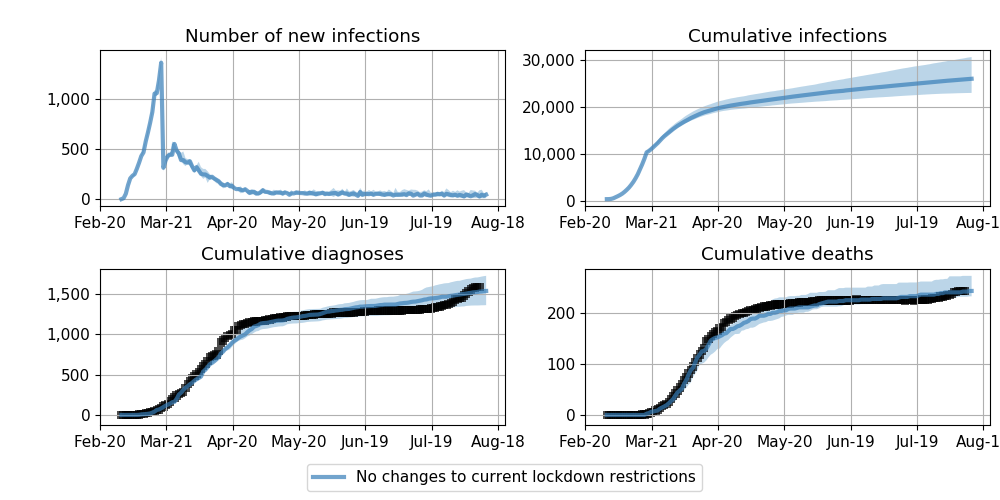 Number of new infections
1,000
500
0
Feb-20 Mar-21 Apr-20 May-20 Jun-19 Jul-19 Aug-18
Cumulative infections
30,000
20,000
10,000
0
Feb-20 Mar-21 Apr-20 May-20 Jun-19 Jul-19 Aug-1
Cumulative diagnoses
1,500
1,000
500
0
Feb-20 Mar-21 Apr-20 May-20 Jun-19 Jul-19 Aug-18
Cumulative deaths
200
100
0
Feb-20 Mar-21 Apr-20 May-20 Jun-19 Jul-19 Aug-1
No changes to current lockdown restrictions